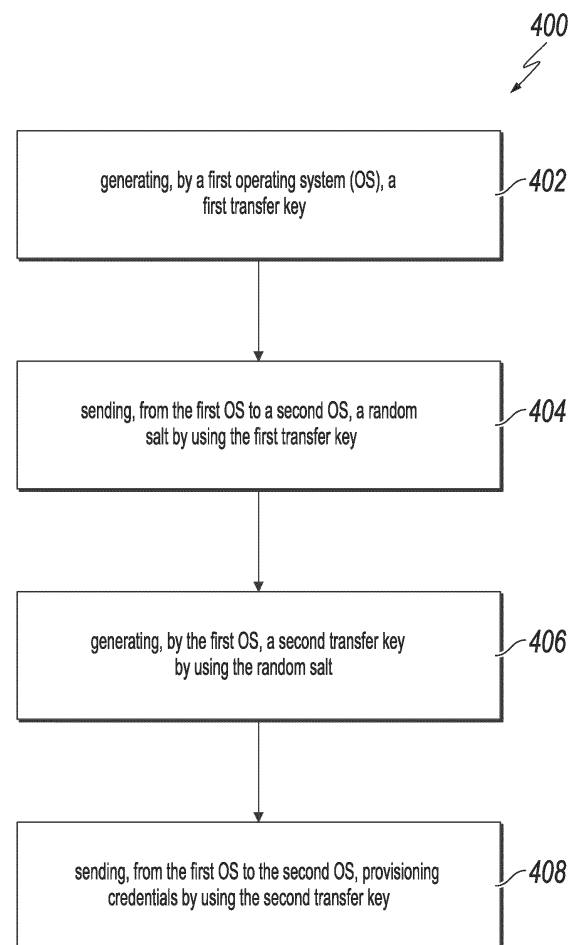 400
generating, by a first operating system (OS), a
first transfer key
402
sending, from the first OS to a second OS, a random
salt by using the first transfer key
404
generating, by the first OS, a second transfer key
by using the random salt
406
sending, from the first OS to the second OS, provisioning
credentials by using the second transfer key
408